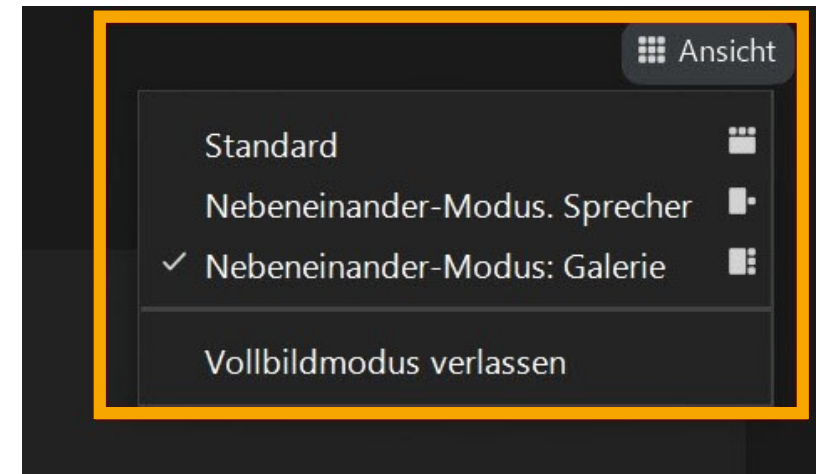 Ansicht
Standard
Nebeneinander-Modus. Sprecher
Nebeneinander-Modus: Galerie
Vollbildmodus verlassen